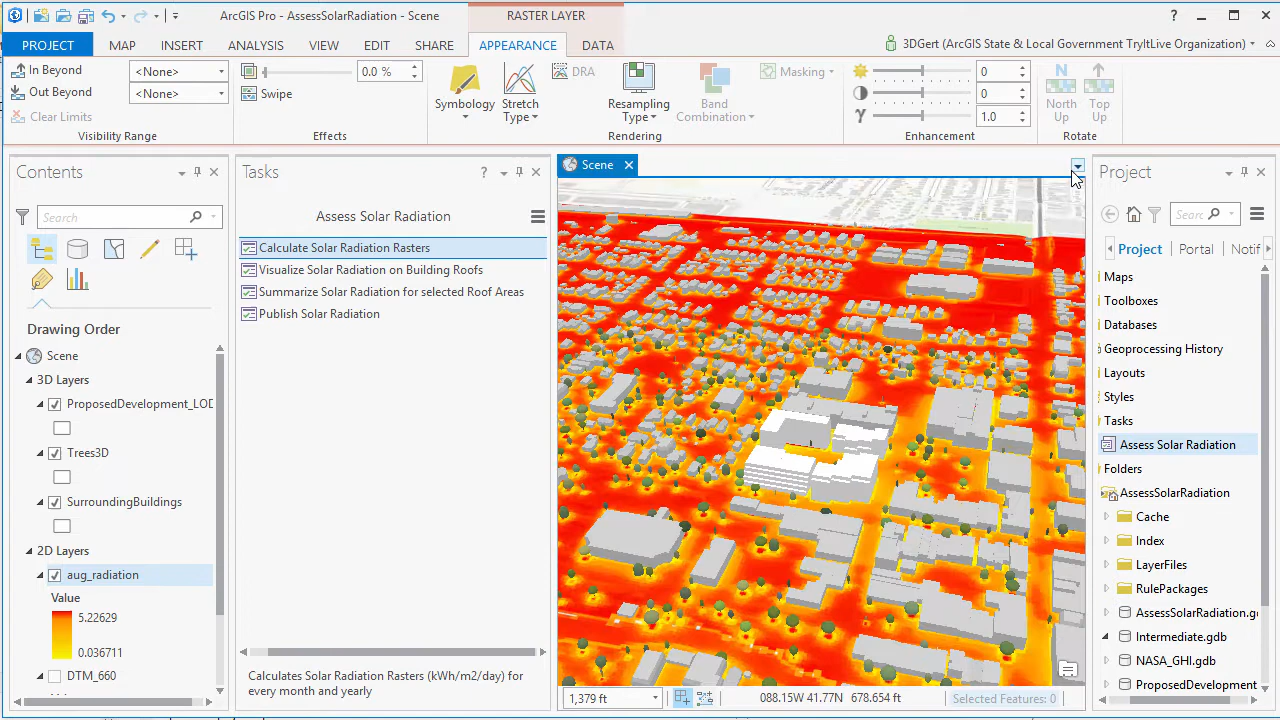 ArcGIS Pro - AssessSolarRadiation - Scene
RASTER LAYER
?
PROJECT MAP INSERT ANALYSIS VIEW EDIT SHARE APPEARANCE DATA
3DGert (ArcGIS State & Local Government TryItLive Organization)
In Beyond <None>
Out Beyond <None>
Clear Limits
Visibility Range
0.0 %
Swipe
Effects
Symbology
Stretch Type
DRA
Resampling Type
Band Combination
Masking
Rendering
0
0
1.0
Enhancement
North Up
Top Up
Rotate
Contents
Search
Drawing Order
Scene
3D Layers
ProposedDevelopment_LOD
Trees3D
SurroundingBuildings
2D Layers
aug_radiation
Value
5.22629
0.036711
DTM_660
Tasks
?
Assess Solar Radiation
Calculate Solar Radiation Rasters
Visualize Solar Radiation on Building Roofs
Summarize Solar Radiation for selected Roof Areas
Publish Solar Radiation
Calculates Solar Radiation Rasters (kWh/m2/day) for
every month and yearly
Scene
1,379 ft
088.15W 41.77N 678.654 ft
Selected Features: 0
Project
Searc
Project Portal Notif
Maps
Toolboxes
Databases
Geoprocessing History
Layouts
Styles
Tasks
Assess Solar Radiation
Folders
AssessSolarRadiation
Cache
Index
LayerFiles
RulePackages
AssessSolarRadiation.g
Intermediate.gdb
NASA_GHI.gdb
ProposedDevelopment